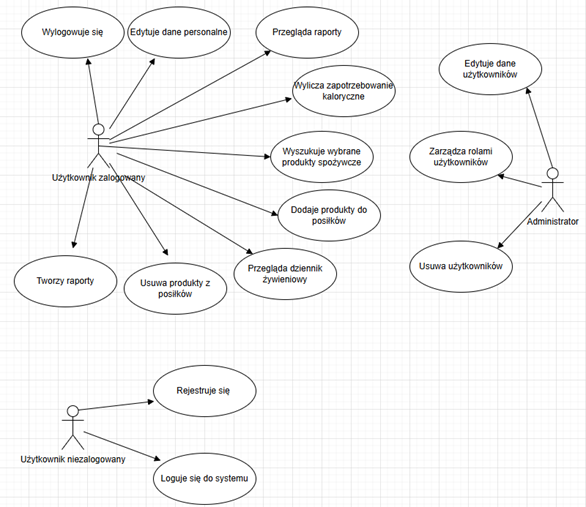 Wylogowuje się
Edytuje dane personalne
Przegląda raporty
Wylicza zapotrzebowanie
kaloryczne
Edytuje dane
użytkowników
Wyszukuje wybrane
produkty spożywcze
Zarządza rolami
użytkowników
Użytkownik zalogowany
Dodaje produkty do
posiłków
Administrator
Tworzy raporty
Usuwa produkty z
posiłków
Przegląda dziennik
żywieniowy
Usuwa użytkowników
Rejestruje się
Użytkownik niezalogowany
Loguje się do systemu